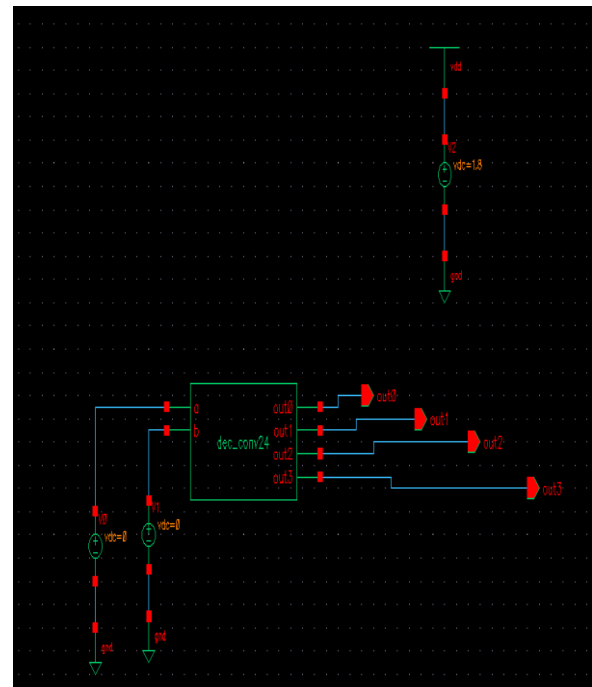 vdd
V2
vdc=1.8
gnd
a
b
dec_conv24
out0
out1
out2
out3
out0
out1
out2
out3
V0
vdc=0
gnd
V1
vdc=0
gnd